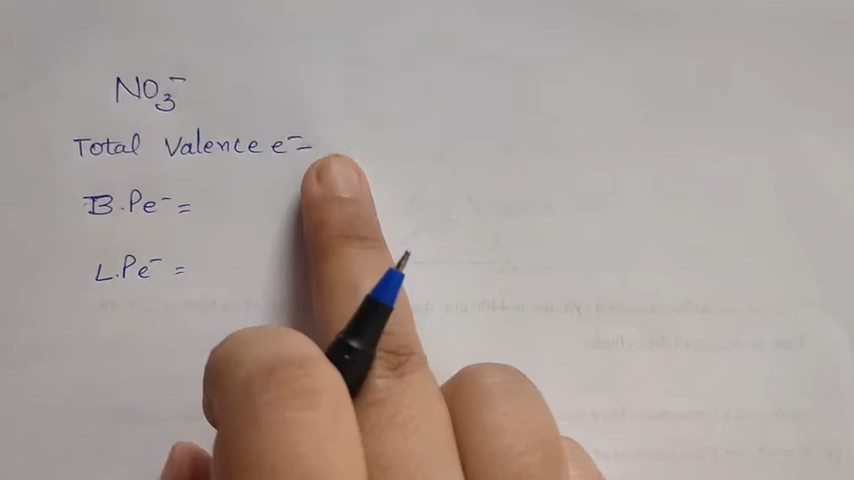 NO₃⁻
Total Valence e⁻=
B.Pe⁻ =
L.Pe⁻ =